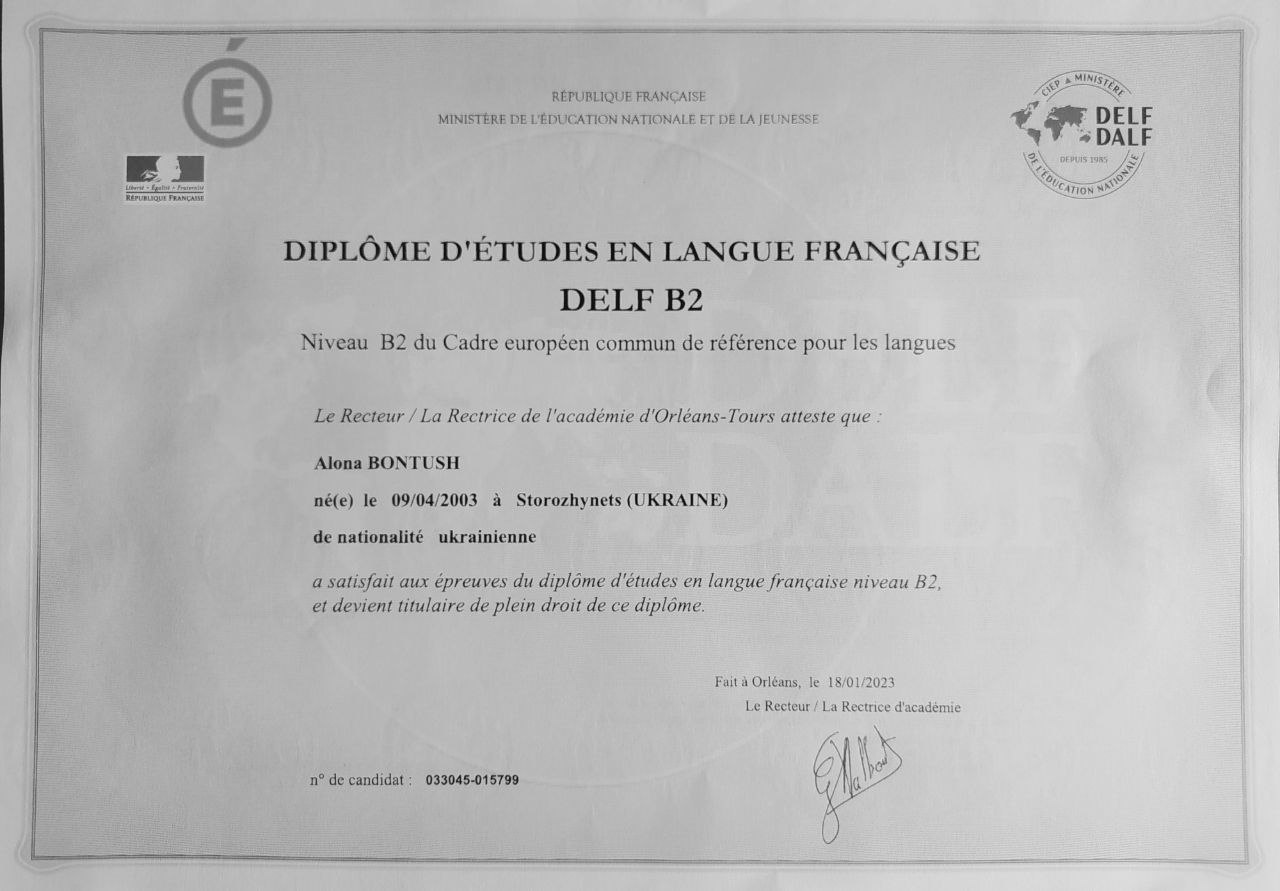 É
RÉPUBLIQUE FRANÇAISE
MINISTÈRE DE L'ÉDUCATION NATIONALE ET DE LA JEUNESSE
Liberté • Égalité • Fraternité
RÉPUBLIQUE FRANÇAISE
CIEP ▲ MINISTÈRE
DELF
DALF
DEPUIS 1985
DE L'ÉDUCATION NATIONALE
DIPLÔME D'ÉTUDES EN LANGUE FRANÇAISE
DELF B2
Niveau B2 du Cadre européen commun de référence pour les langues
Le Recteur / La Rectrice de l'académie d'Orléans-Tours atteste que :
Alona BONTUSH
né(e) le 09/04/2003 à Storozhynets (UKRAINE)
de nationalité ukrainienne
a satisfait aux épreuves du diplôme d'études en langue française niveau B2,
et devient titulaire de plein droit de ce diplôme.
Fait à Orléans, le 18/01/2023
Le Recteur / La Rectrice d'académie
n° de candidat : 033045-015799